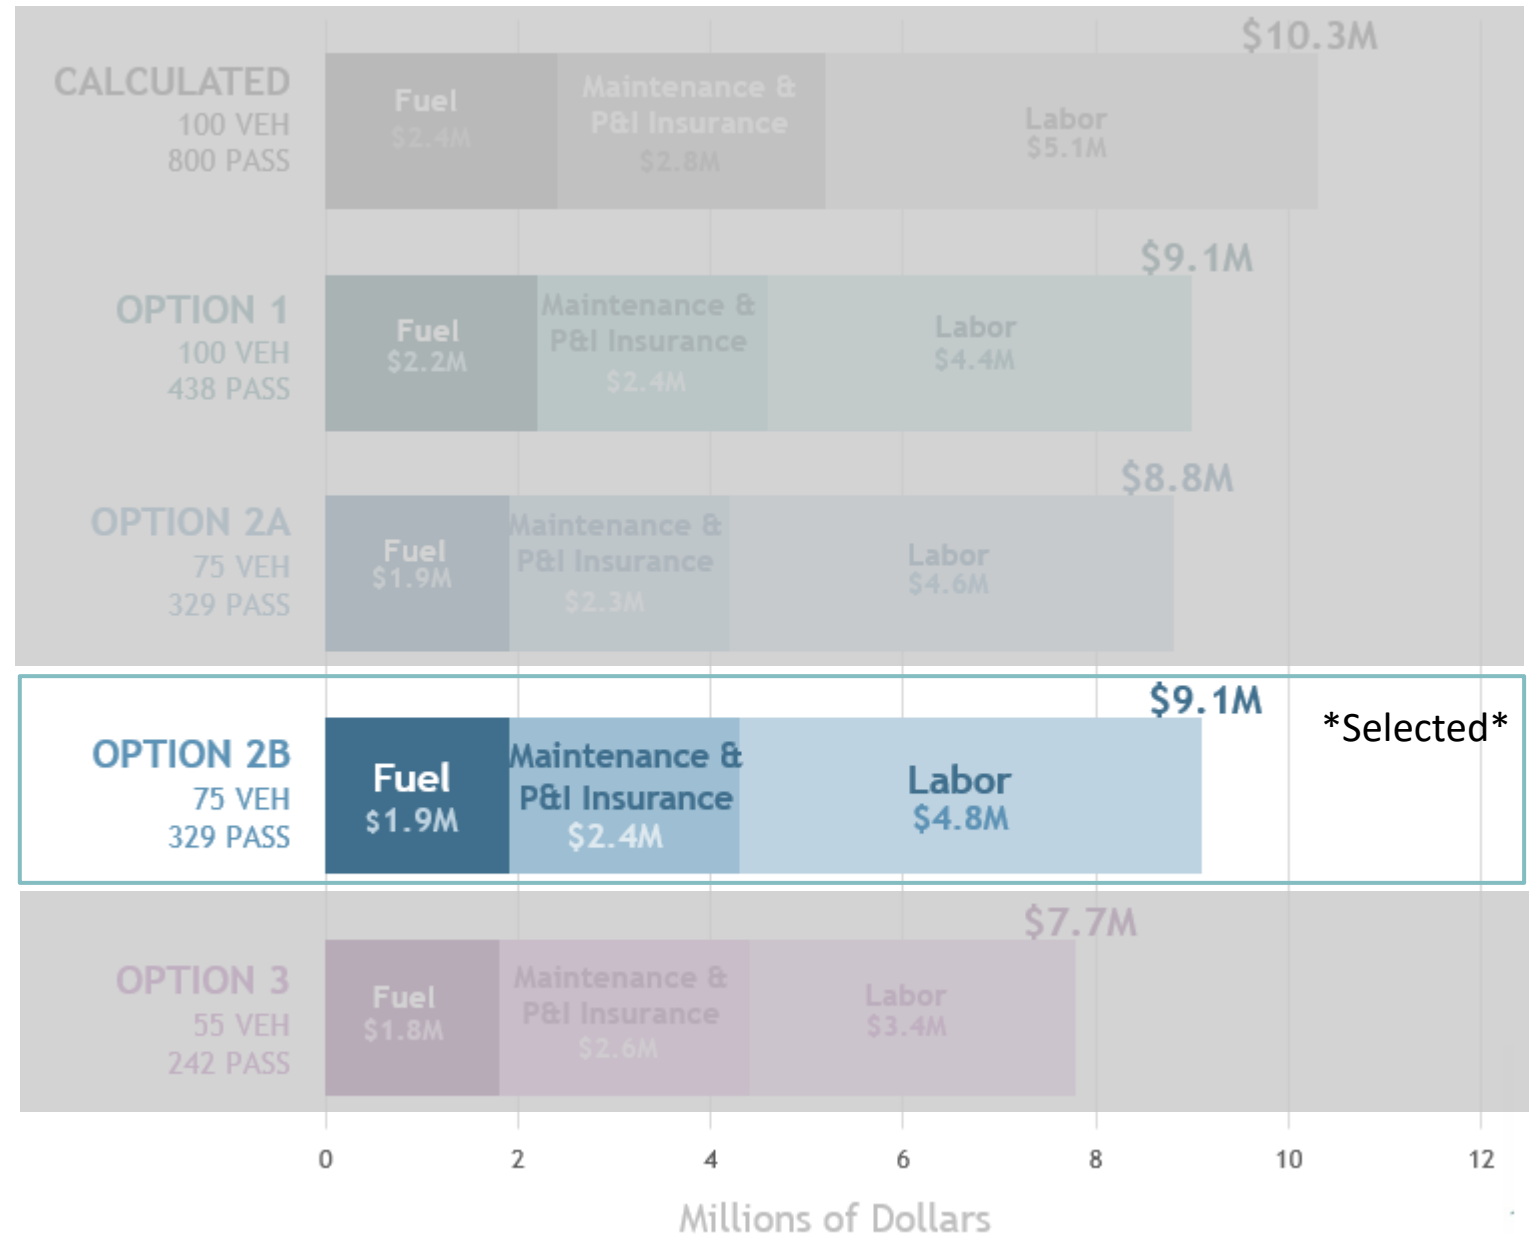 $10.3M
CALCULATED
100 VEH
800 PASS
Fuel
$2.4M
Maintenance &
P&I Insurance
$2.8M
Labor
$5.1M
$9.1M
OPTION 1
100 VEH
438 PASS
Fuel
$2.2M
Maintenance &
P&I Insurance
$2.4M
Labor
$4.4M
$8.8M
OPTION 2A
75 VEH
329 PASS
Fuel
$1.9M
Maintenance &
P&I Insurance
$2.3M
Labor
$4.6M
$9.1M
*Selected*
OPTION 2B
75 VEH
329 PASS
Fuel
$1.9M
Maintenance &
P&I Insurance
$2.4M
Labor
$4.8M
$7.7M
OPTION 3
55 VEH
242 PASS
Fuel
$1.8M
Maintenance &
P&I Insurance
$2.6M
Labor
$3.4M
0 2 4 6 8 10 12
Millions of Dollars